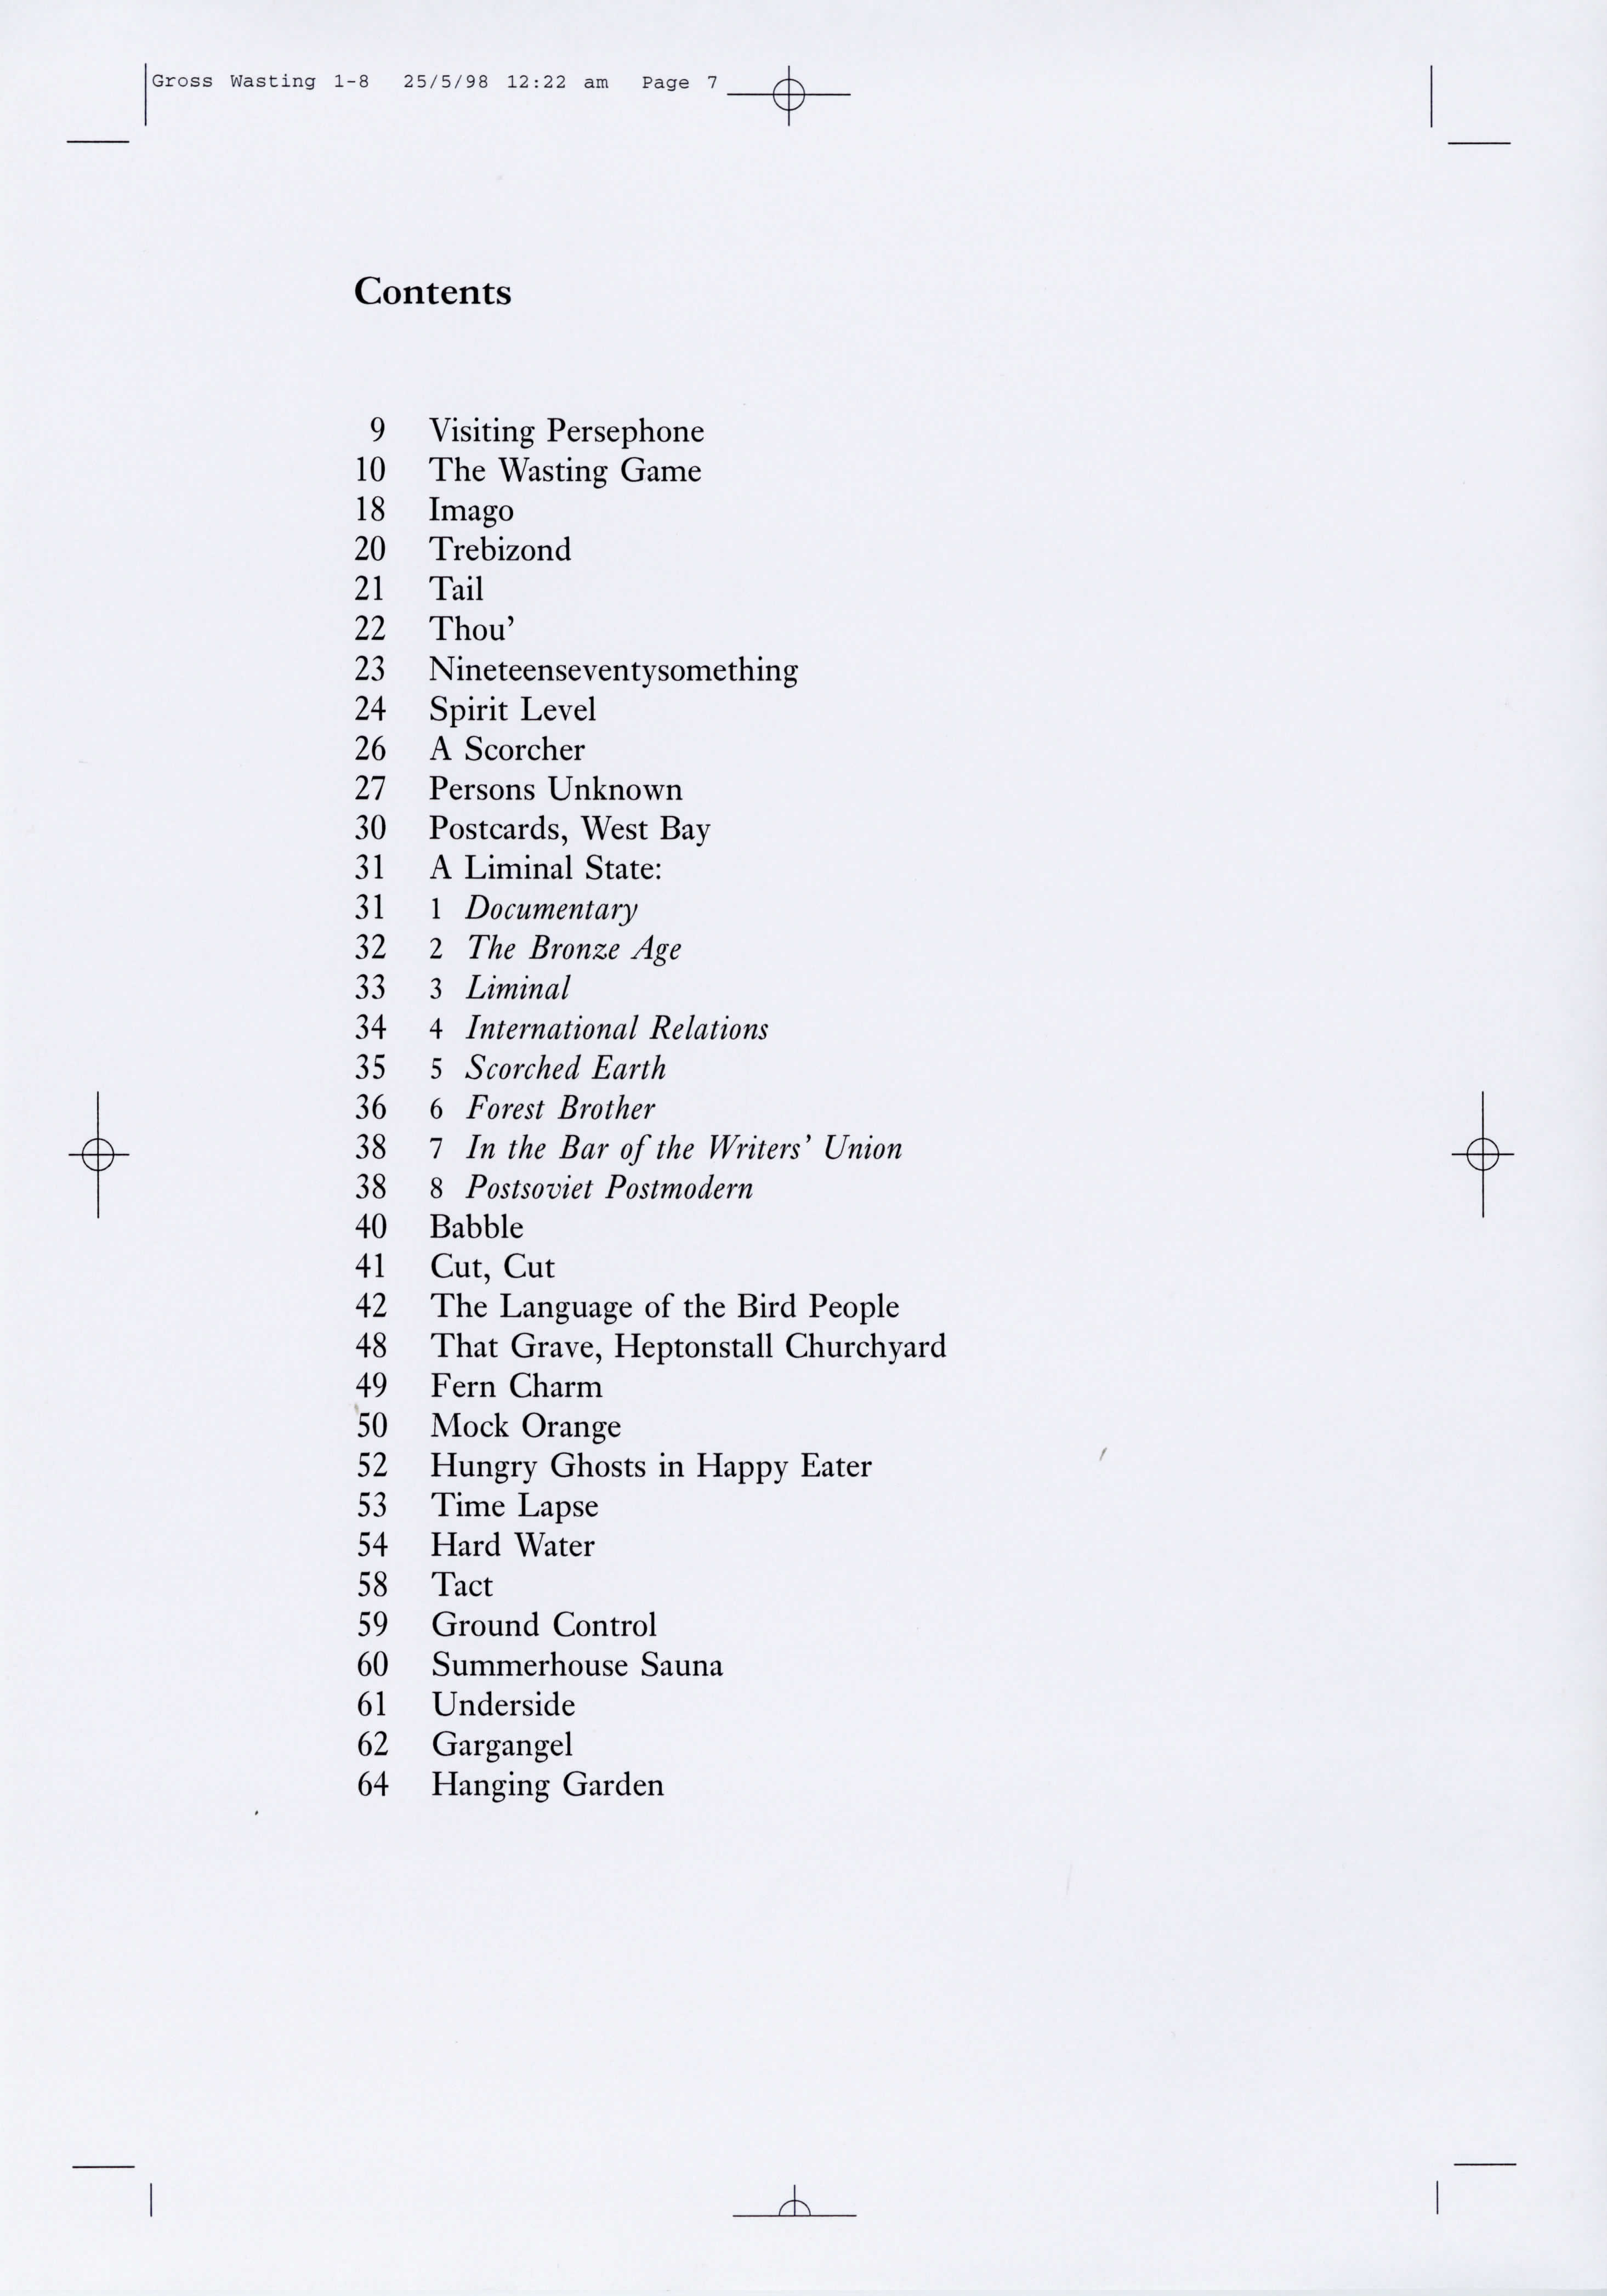 Gross Wasting 1-8 25/5/98 12:22 am Page 7
Contents
9 Visiting Persephone
10 The Wasting Game
18 Imago
20 Trebizond
21 Tail
22 Thou’
23 Nineteenseventysomething
24 Spirit Level
26 A Scorcher
27 Persons Unknown
30 Postcards, West Bay
31 A Liminal State:
31 1 Documentary
32 2 The Bronze Age
33 3 Liminal
34 4 International Relations
35 5 Scorched Earth
36 6 Forest Brother
38 7 In the Bar of the Writers’ Union
38 8 Postsoviet Postmodern
40 Babble
41 Cut, Cut
42 The Language of the Bird People
48 That Grave, Heptonstall Churchyard
49 Fern Charm
50 Mock Orange
52 Hungry Ghosts in Happy Eater
53 Time Lapse
54 Hard Water
58 Tact
59 Ground Control
60 Summerhouse Sauna
61 Underside
62 Gargangel
64 Hanging Garden